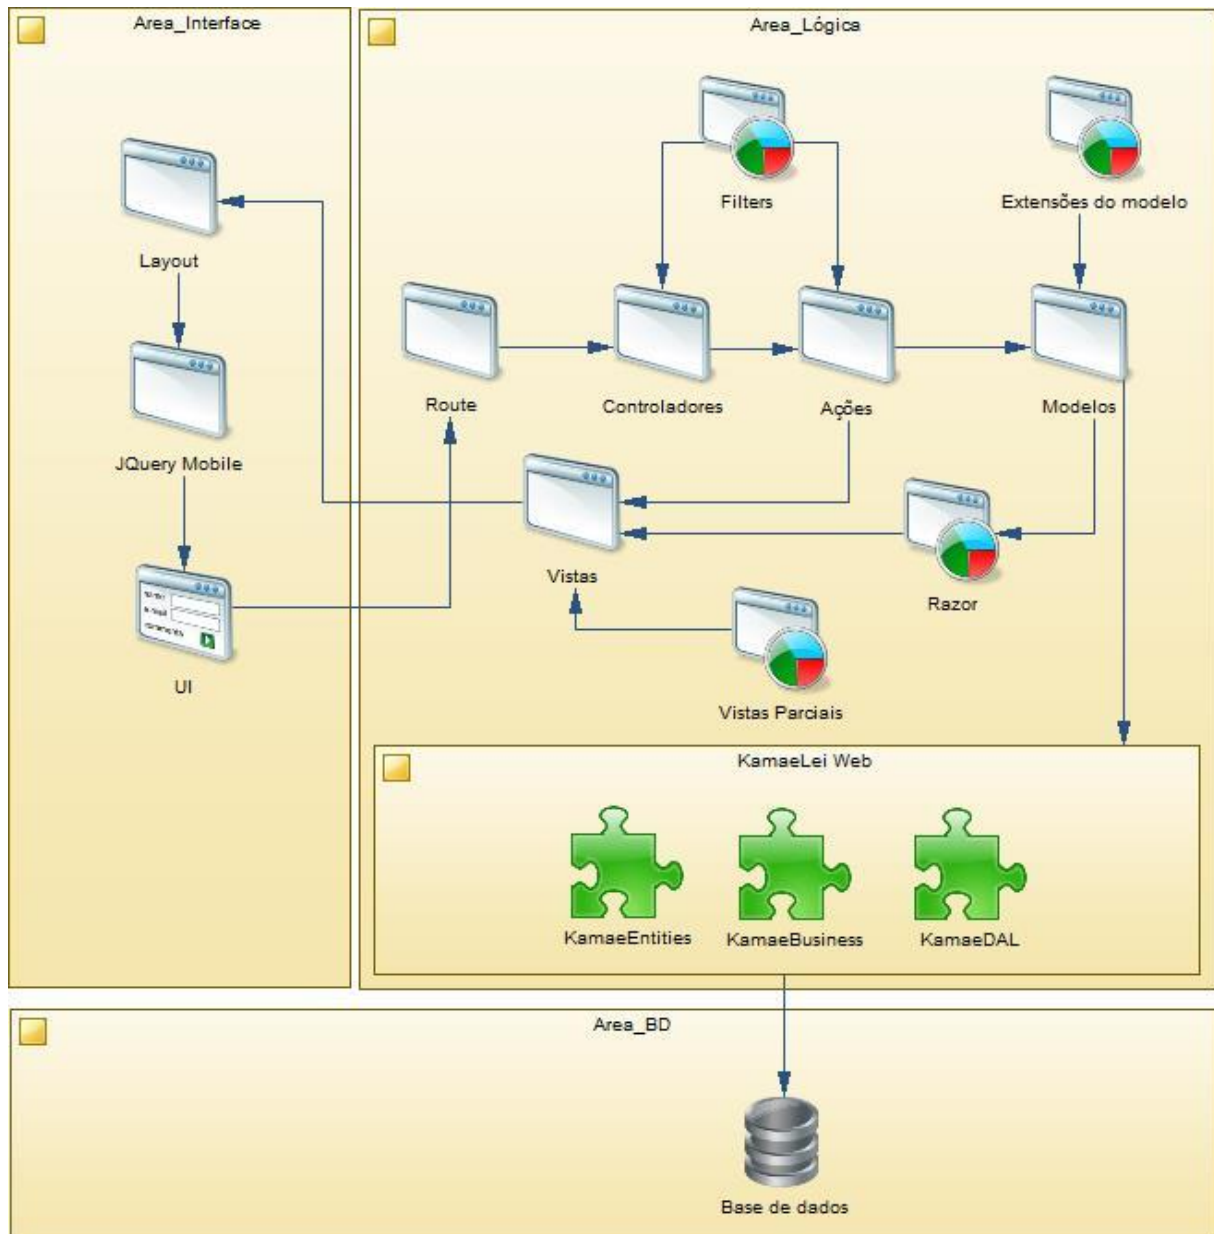 Area_Interface
Area_Lógica
Filters
Extensões do modelo
Layout
Route
Controladores
Ações
Modelos
JQuery Mobile
Vistas
Razor
UI
Vistas Parciais
KamaeLei Web
KamaeEntities
KamaeBusiness
KamaeDAL
Area_BD
Base de dados